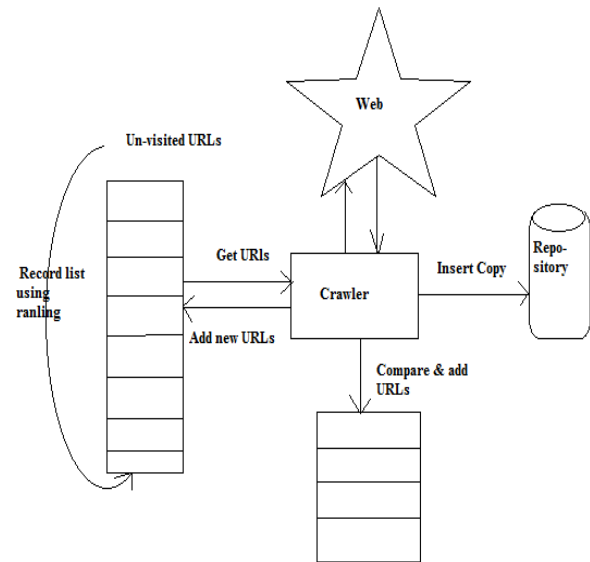 Web
Un-visited URLs
Get URls
Record list
using
ranling
Crawler
Insert Copy
Repo-
sitory
Add new URLs
Compare & add
URLs